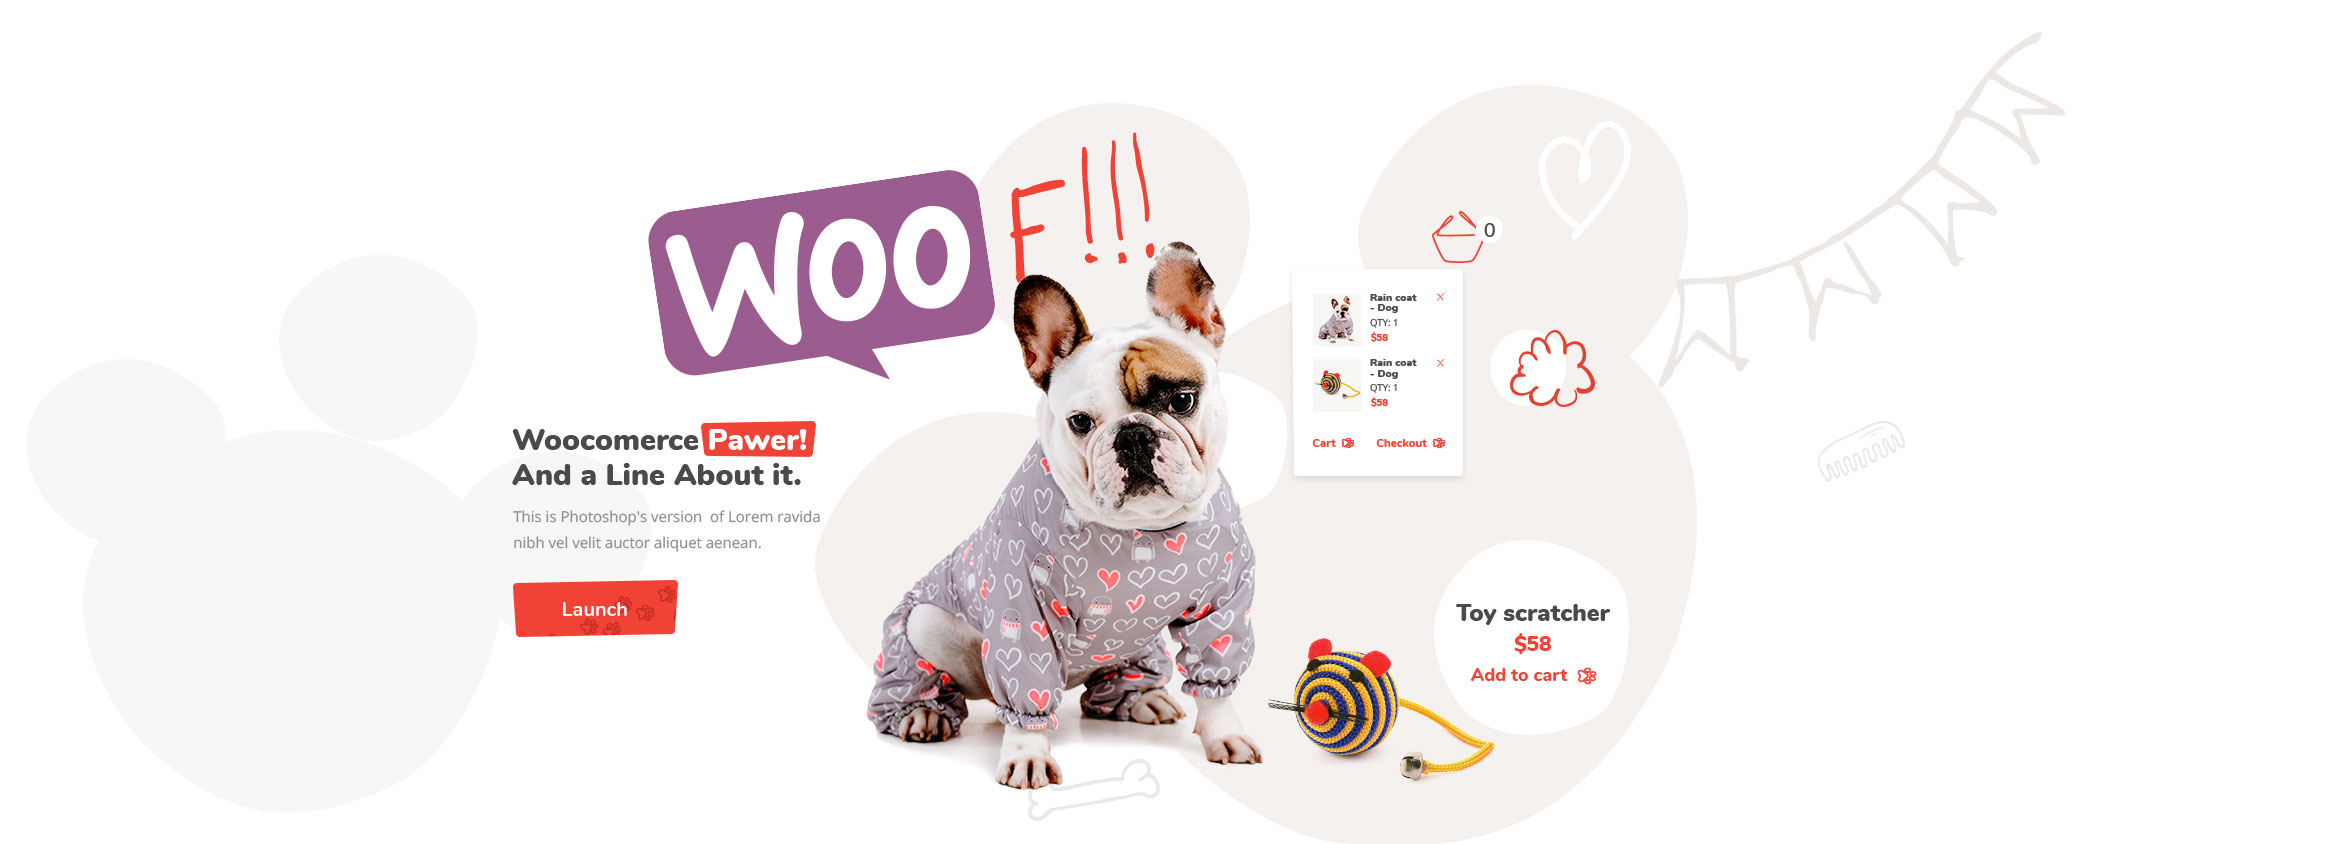 WOO F!!!
Woocomerce Pawer!
And a Line About it.
This is Photoshop's version of Lorem ravida
nibh vel velit auctor aliquet aenean.
Launch
0
Rain coat
- Dog
QTY: 1
$58
X
Rain coat
- Dog
QTY: 1
$58
X
Cart
Checkout
Toy scratcher
$58
Add to cart